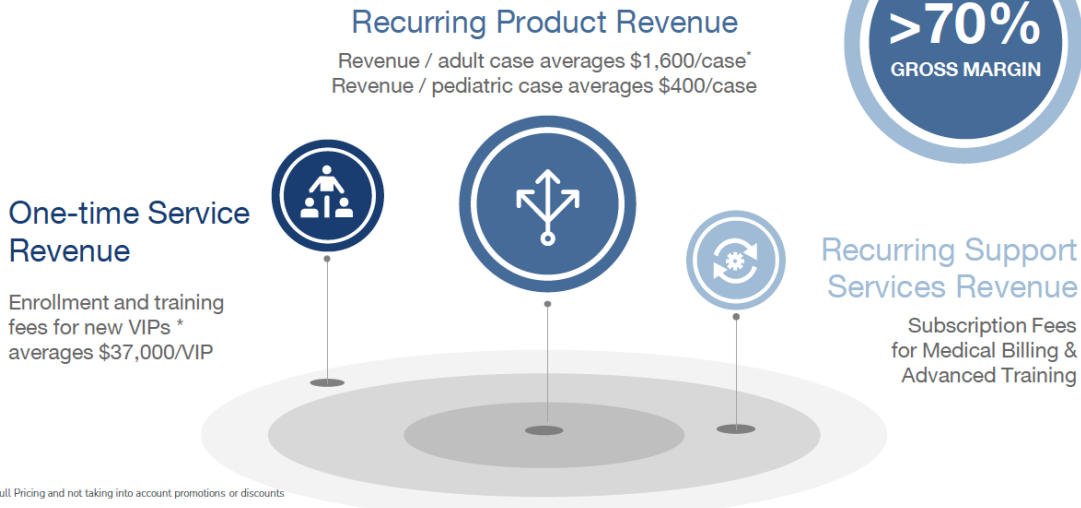 Recurring Product Revenue
Revenue / adult case averages $1,600/case*
Revenue / pediatric case averages $400/case
>70%
GROSS MARGIN
One-time Service
Revenue
Enrollment and training
fees for new VIPs *
averages $37,000/VIP
Recurring Support
Services Revenue
Subscription Fees
for Medical Billing &
Advanced Training
Pricing and not taking into account promotions or discounts